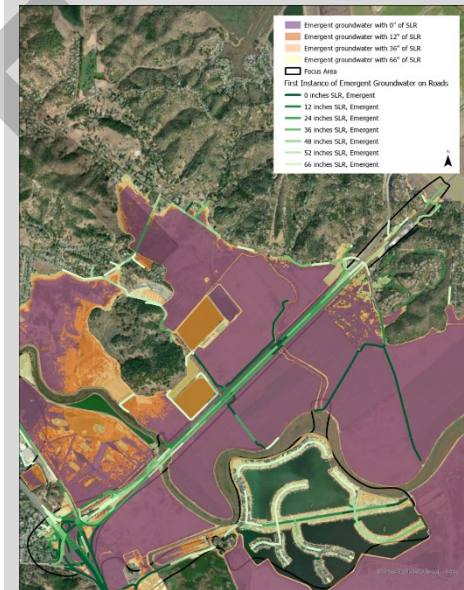 Emergent groundwater with 0" of SLR
Emergent groundwater with 12" of SLR
Emergent groundwater with 36" of SLR
Emergent groundwater with 66" of SLR
Focus Area
First Instance of Emergent Groundwater on Roads
0 inches SLR, Emergent
12 inches SLR, Emergent
24 inches SLR, Emergent
36 inches SLR, Emergent
48 inches SLR, Emergent
52 inches SLR, Emergent
66 inches SLR, Emergent
N